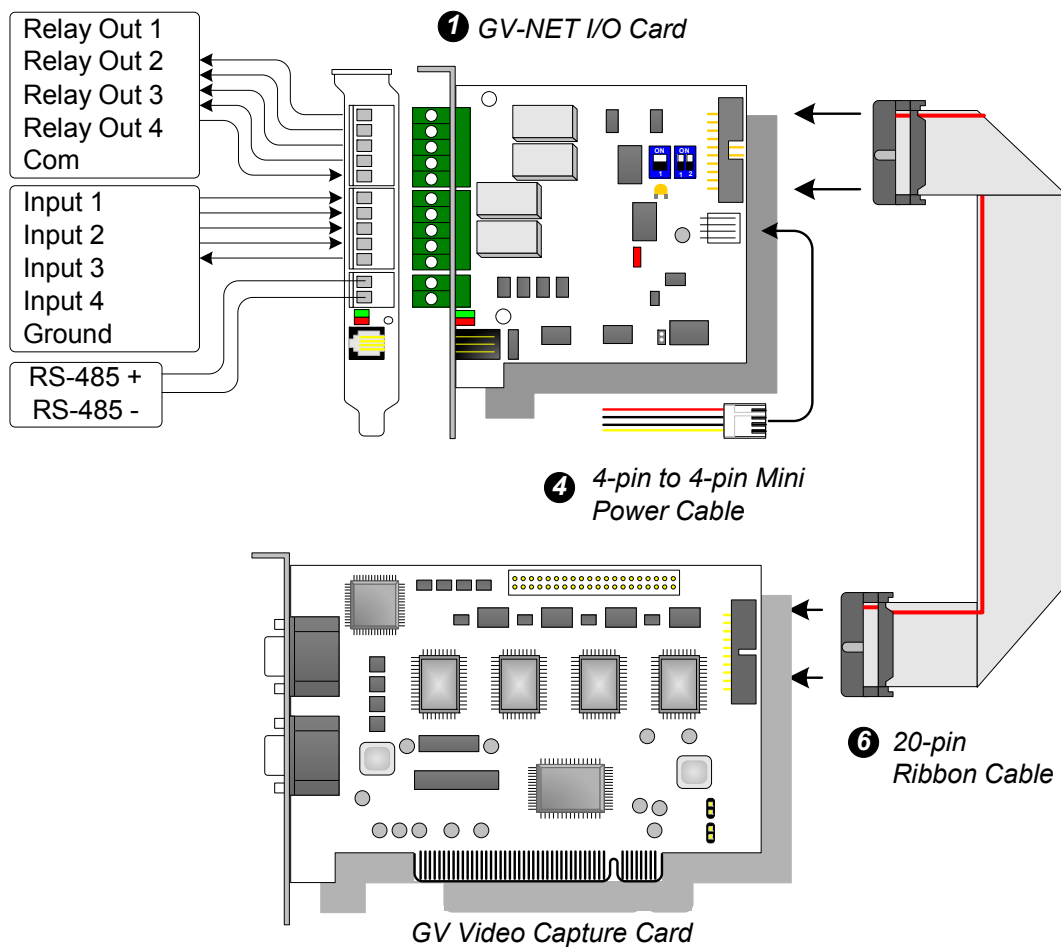 Relay Out 1
Relay Out 2
Relay Out 3
Relay Out 4
Com
Input 1
Input 2
Input 3
Input 4
Ground
RS-485 +
RS-485 -
1 GV-NET I/O Card
ON
1
ON
1 2
4 4-pin to 4-pin Mini
Power Cable
6 20-pin
Ribbon Cable
GV Video Capture Card